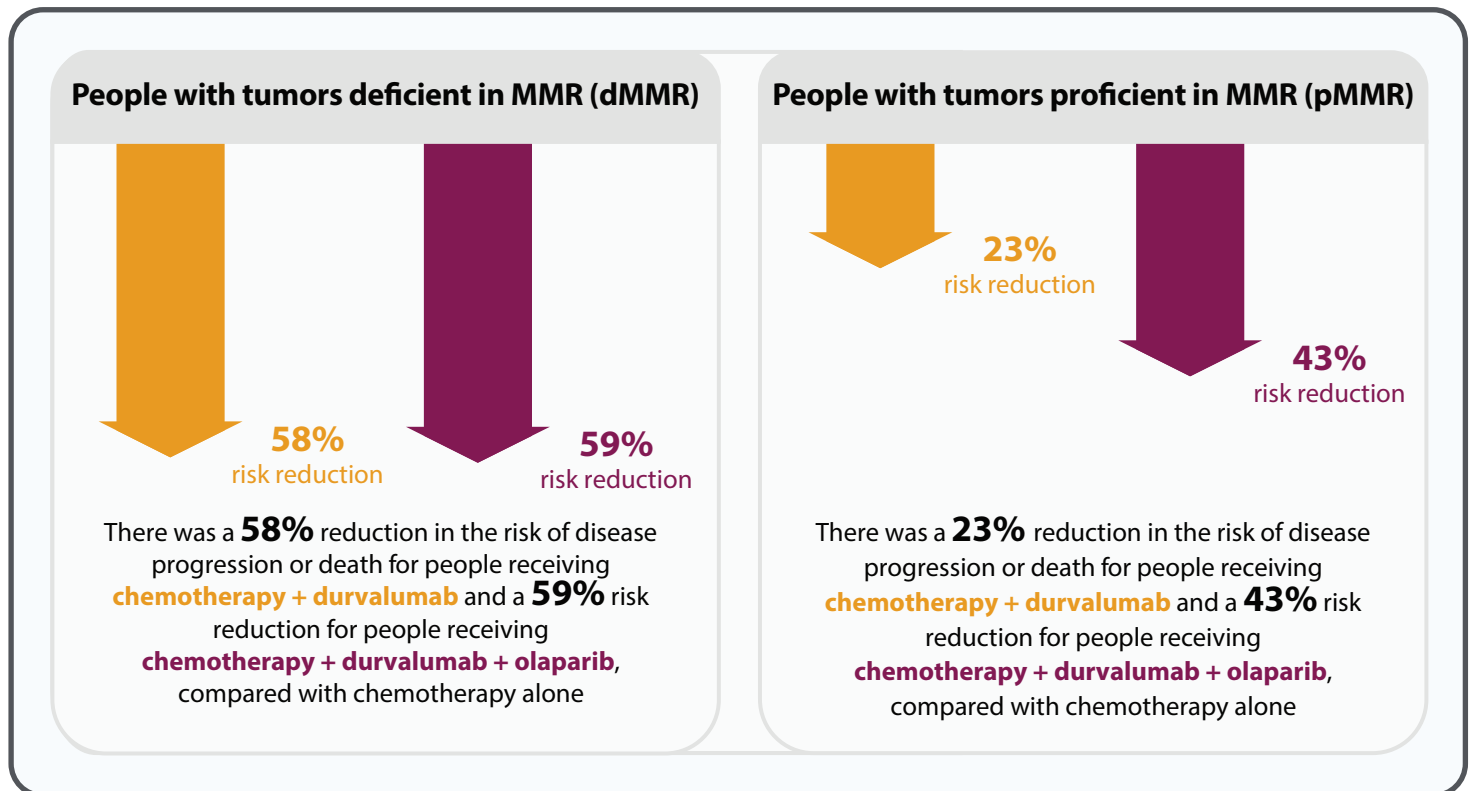 People with tumors deficient in MMR (dMMR)
58%
risk reduction
59%
risk reduction
There was a 58% reduction in the risk of disease
progression or death for people receiving
chemotherapy + durvalumab and a 59% risk
reduction for people receiving
chemotherapy + durvalumab + olaparib,
compared with chemotherapy alone
People with tumors proficient in MMR (pMMR)
23%
risk reduction
43%
risk reduction
There was a 23% reduction in the risk of disease
progression or death for people receiving
chemotherapy + durvalumab and a 43% risk
reduction for people receiving
chemotherapy + durvalumab + olaparib,
compared with chemotherapy alone